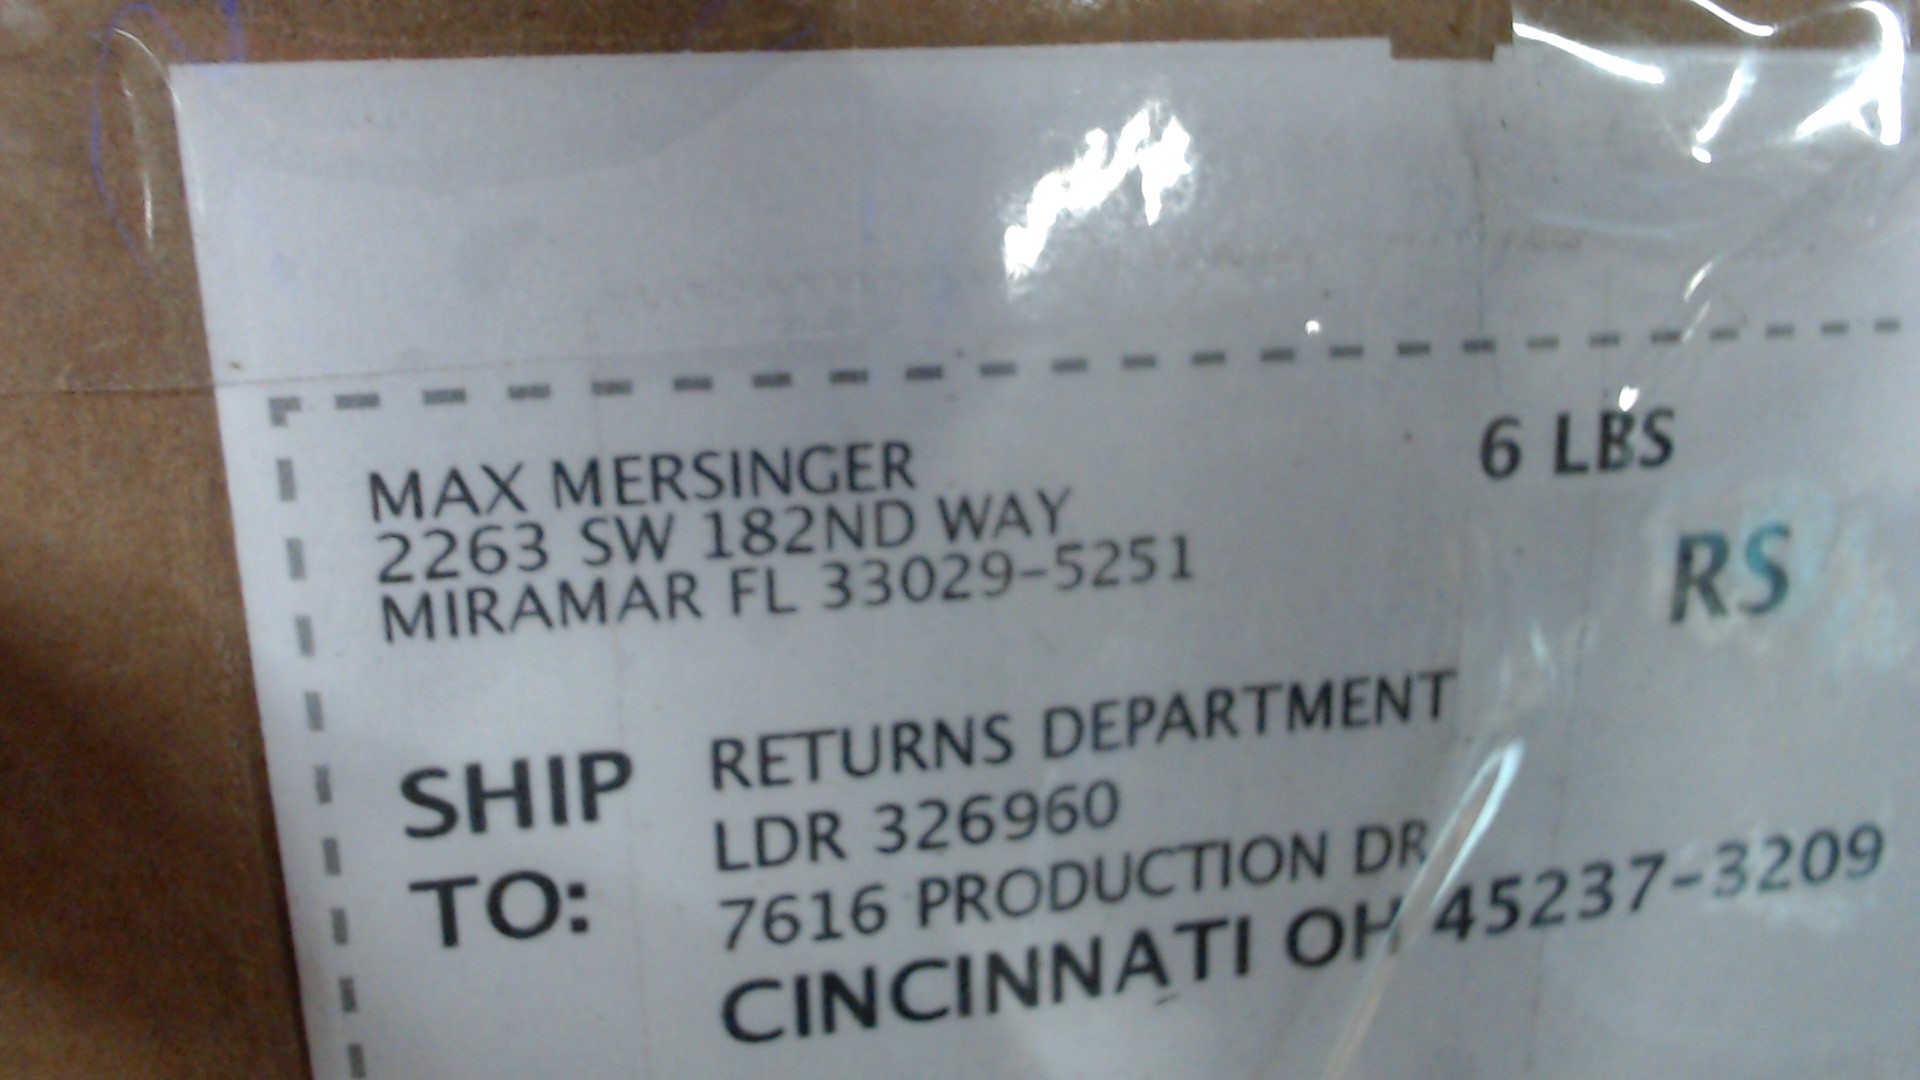 MAX MERSINGER
2263 SW 182ND WAY
MIRAMAR FL 33029-5251
6 LBS
RS
SHIP TO:
RETURNS DEPARTMENT
LDR 326960
7616 PRODUCTION DR
CINCINNATI OH 45237-3209